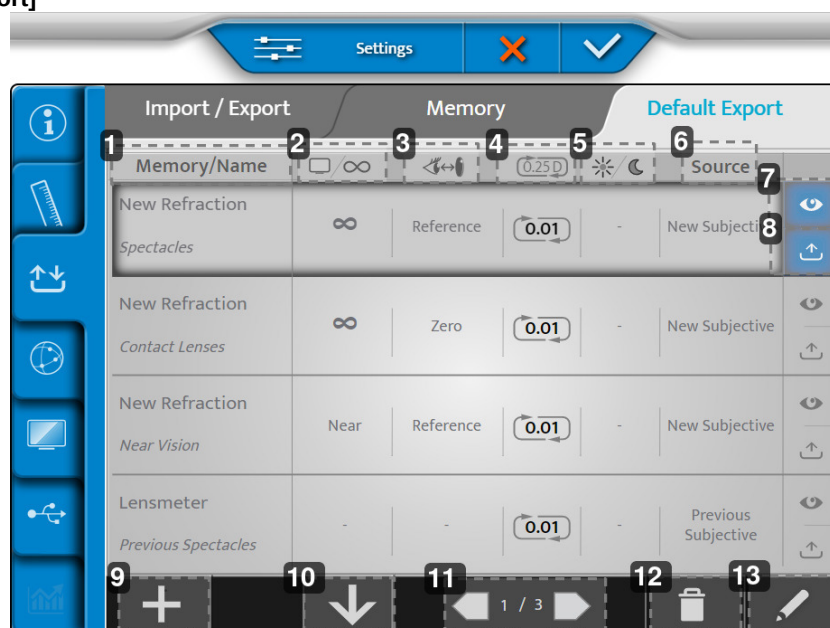 ort]
Settings
Import / Export Memory Default Export
1 2 3 4 5 6
Memory/Name ∞ 0.25 D Source
7
New Refraction
∞ Reference 0.01 - New Subjecti
8
Spectacles
New Refraction
∞ Zero 0.01 - New Subjective
Contact Lenses
New Refraction
Near Reference 0.01 - New Subjective
Near Vision
Lensmeter
- - 0.01 - Previous
Subjective
Previous Spectacles
9 10 11 12 13
1 / 3